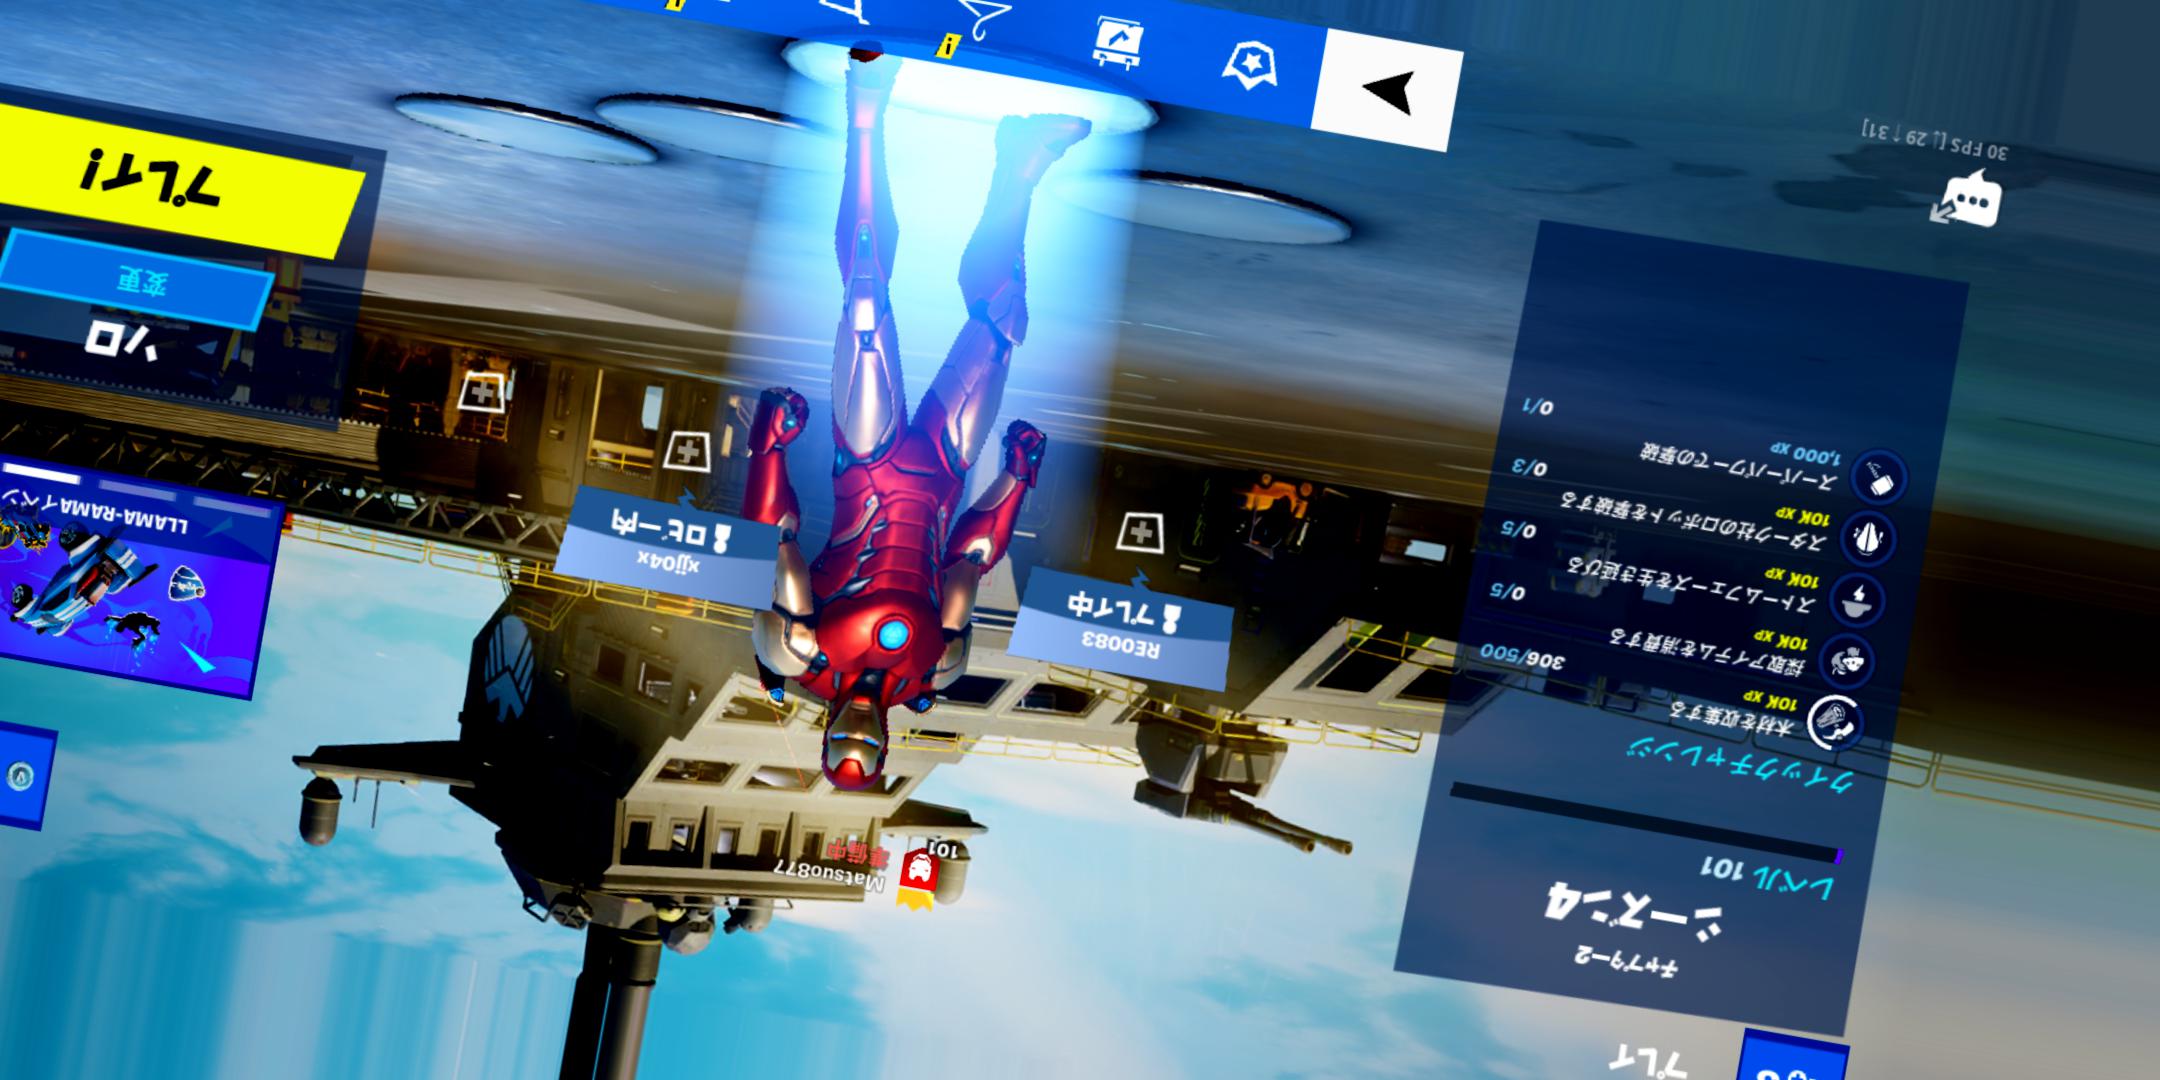 プレイ
チャプター2
シーズン4
レベル 101
クイックチャレンジ
木材を収集する
10K XP
306/500
採取アイテムを消費する
10K XP
0/5
ストームフェーズを生き延びる
10K XP
0/5
スターク社のロボットを撃破する
10K XP
0/3
スーパーパワーでの撃破
1,000 XP
0/1
30 FPS [↓ 29 ↑ 31]
101
Matsuo877
準備中
RE0083
プレイ中
xjj04x
ロビー内
LLAMA-RAMAイベン
ソロ
変更
プレイ!